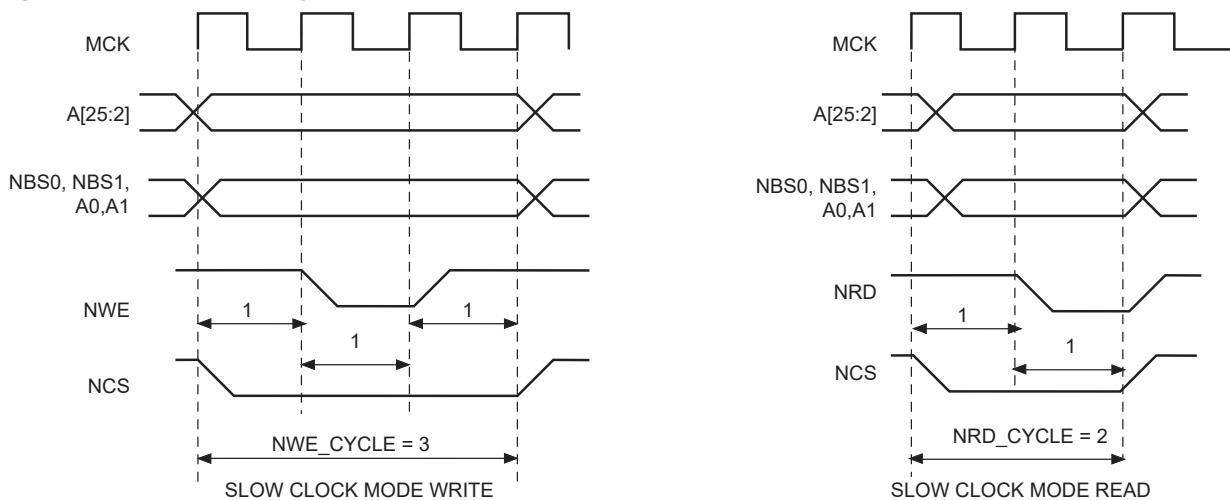 MCK
A[25:2]
NBS0, NBS1,
A0,A1
NWE
1
1
1
NCS
NWE_CYCLE = 3
SLOW CLOCK MODE WRITE
MCK
A[25:2]
NBS0, NBS1,
A0,A1
NRD
1
1
NCS
NRD_CYCLE = 2
SLOW CLOCK MODE READ